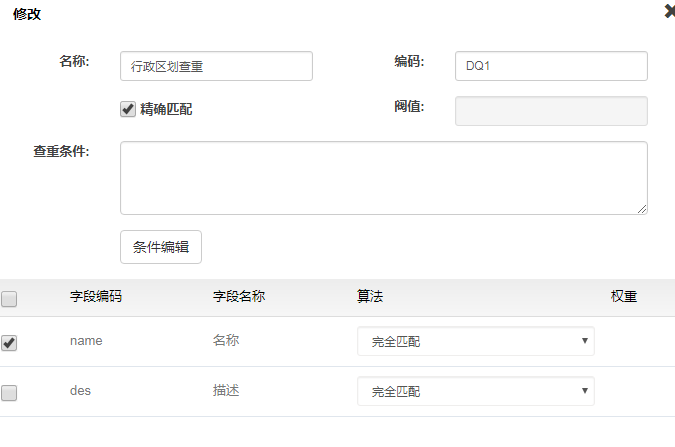 修改
名称: 行政区划查重 编码: DQ1
精确匹配 阀值:
查重条件:
条件编辑
字段编码 字段名称 算法 权重
name 名称 完全匹配
des 描述 完全匹配